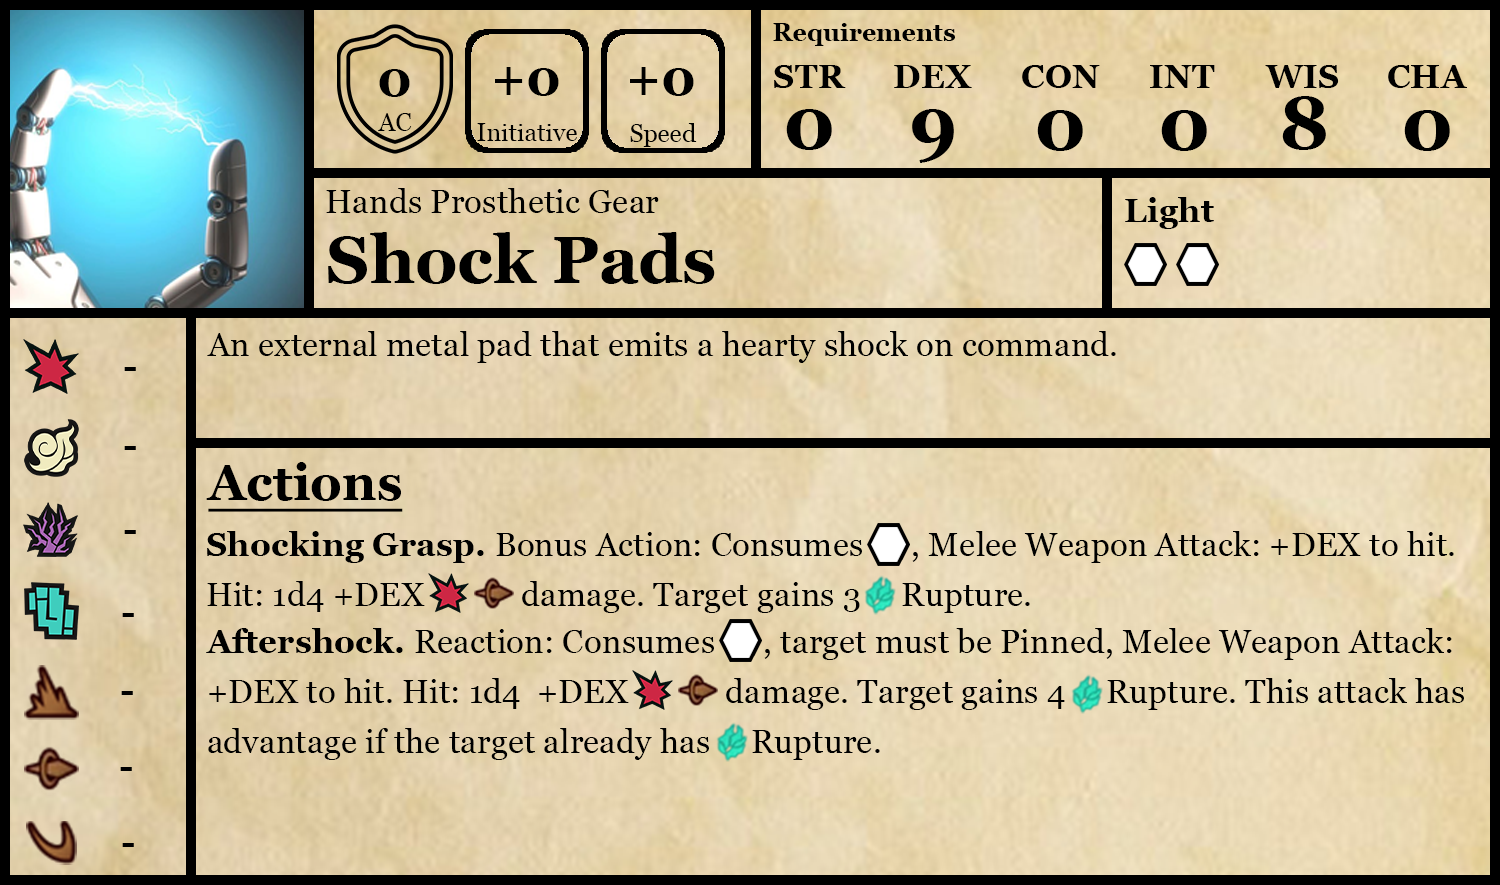 0
AC
+0
Initiative
+0
Speed
Requirements
STR DEX CON INT WIS CHA
0 9 0 0 8 0
Hands Prosthetic Gear
Shock Pads
Light
An external metal pad that emits a hearty shock on command.
-
-
-
-
-
-
-
Actions
Shocking Grasp. Bonus Action: Consumes , Melee Weapon Attack: +DEX to hit.
Hit: 1d4 +DEX damage. Target gains 3 Rupture.
Aftershock. Reaction: Consumes , target must be Pinned, Melee Weapon Attack:
+DEX to hit. Hit: 1d4 +DEX damage. Target gains 4 Rupture. This attack has
advantage if the target already has Rupture.